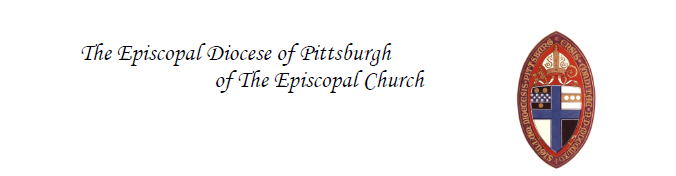 The Episcopal Diocese of Pittsburgh
of The Episcopal Church